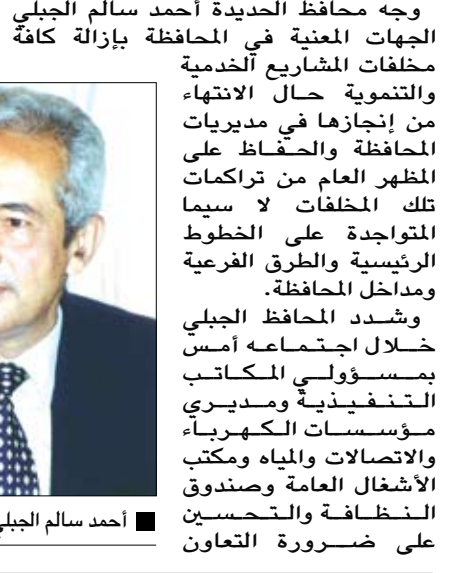 وجه محافظ الحديدة أحمد سالم الجبلي
الجهات المعنية في المحافظة بإزالة كافة
مخلفات المشاريع الخدمية
والتنموية حال الانتهاء
من إنجازها في مديريات
المحافظة والحفاظ على
المظهر العام من تراكمات
تلك المخلفات لا سيما
المتواجدة على الخطوط
الرئيسية والطرق الفرعية
ومداخل المحافظة.
وشدد المحافظ الجبلي
خلال اجتماعه أمس
بمسؤولي المكاتب
التنفيذية ومديري
مؤسسات الكهرباء
والاتصالات والمياه ومكتب
الأشغال العامة وصندوق
النظافة والتحسين
على ضرورة التعاون
أحمد سالم الجبلي